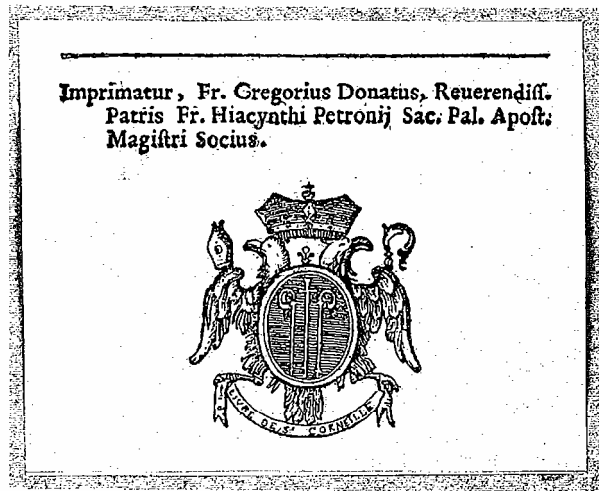 Imprimatur, Fr. Gregorius Donatus, Reuerendiſſ.
Patris Fr. Hiacynthi Petronij Sac. Pal. Apoſt.
Magiſtri Socius.
LIVRE DE S.^t CORNEILLE